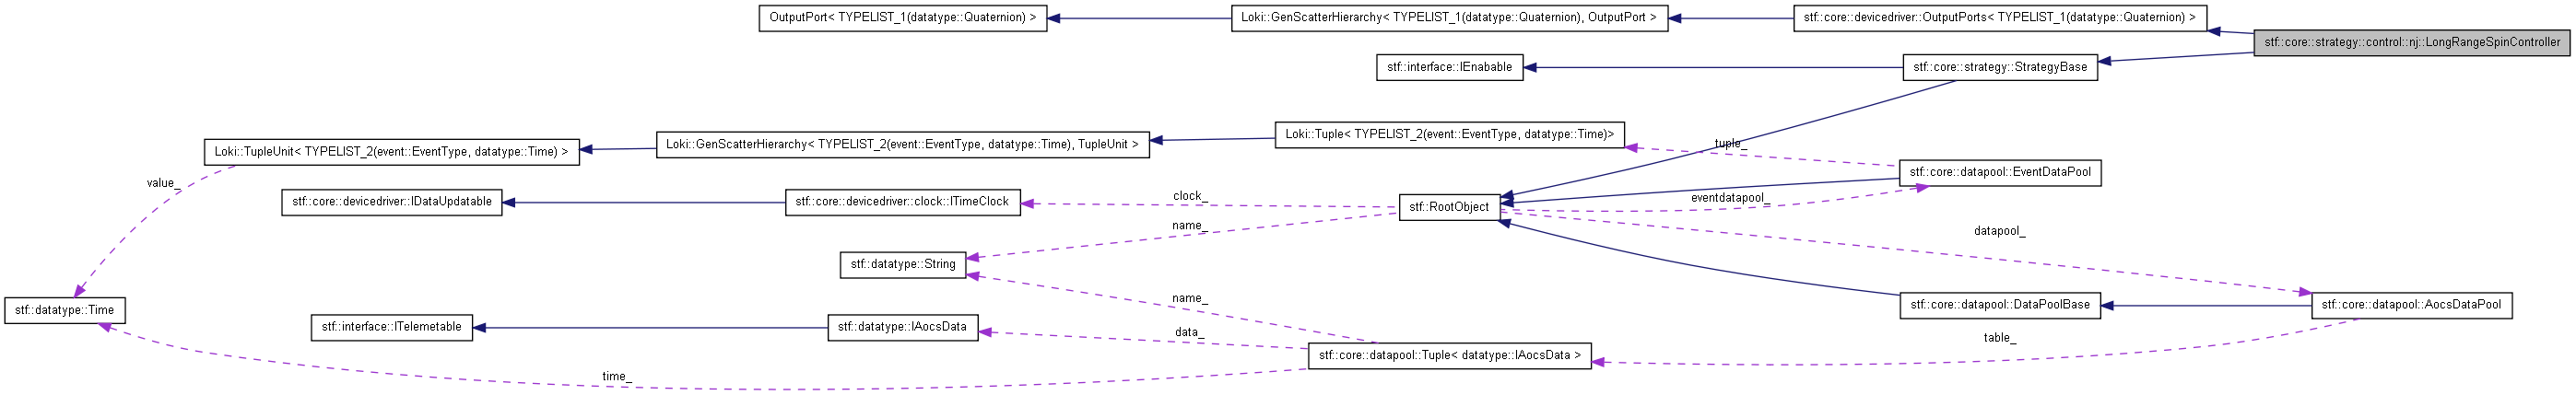 OutputPort< TYPELIST_1(datatype::Quaternion) >
Loki::GenScatterHierarchy< TYPELIST_1(datatype::Quaternion), OutputPort >
stf::core::devicedriver::OutputPorts< TYPELIST_1(datatype::Quaternion) >
stf::core::strategy::control::nj::LongRangeSpinController
stf::interface::IEnabable
stf::core::strategy::StrategyBase
Loki::TupleUnit< TYPELIST_2(event::EventType, datatype::Time) >
Loki::GenScatterHierarchy< TYPELIST_2(event::EventType, datatype::Time), TupleUnit >
Loki::Tuple< TYPELIST_2(event::EventType, datatype::Time)>
tuple_
stf::core::datapool::EventDataPool
value_
stf::core::devicedriver::IDataUpdatable
stf::core::devicedriver::clock::ITimeClock
clock_
stf::RootObject
eventdatapool_
name_
datapool_
stf::datatype::String
name_
stf::datatype::Time
stf::interface::ITelemetable
stf::datatype::IAocsData
data_
stf::core::datapool::DataPoolBase
stf::core::datapool::AocsDataPool
table_
stf::core::datapool::Tuple< datatype::IAocsData >
time_